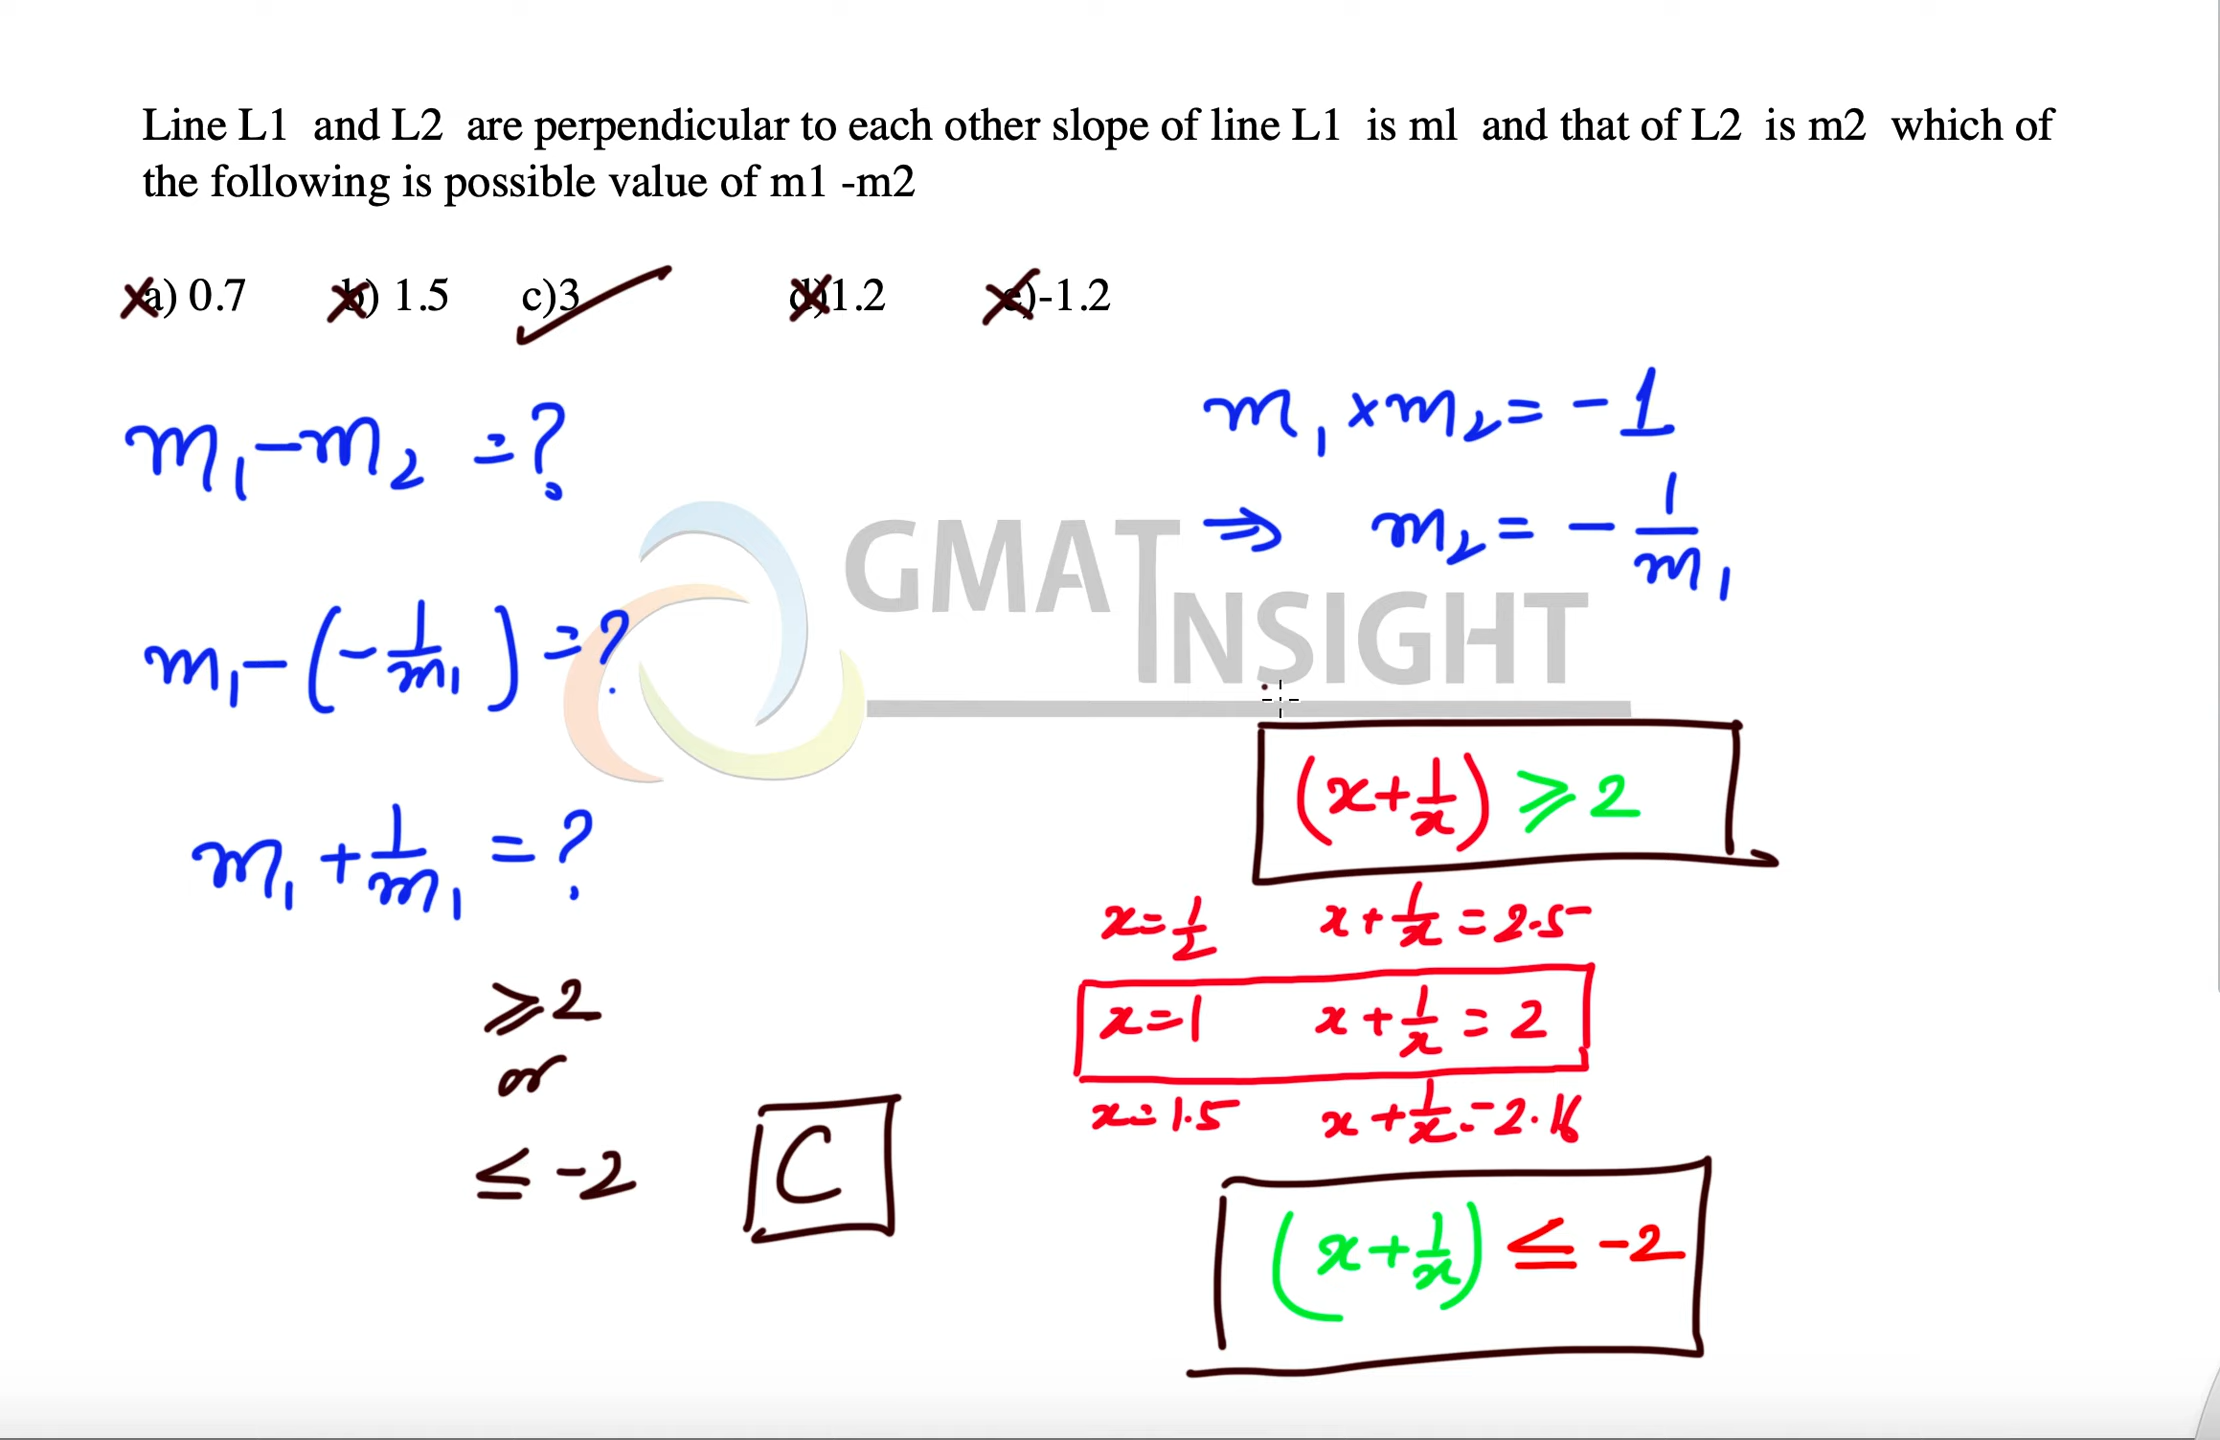 Line L1 and L2 are perpendicular to each other slope of line L1 is ml and that of L2 is m2 which of
the following is possible value of m1 -m2
a) 0.7 b) 1.5 c)3 d)1.2 e)-1.2
m₁-m₂ =?
m₁-(-1/m₁)=?
m₁+1/m₁=?
≥2
or
≤-2
C
m₁×m₂=-1
⇒ m₂=-1/m₁
GMAT
INSIGHT
(x+1/x)≥2
x=1/2 x+1/x=2.5
x=1 x+1/x=2
x=1.5 x+1/x=2.16
(x+1/x)≤-2